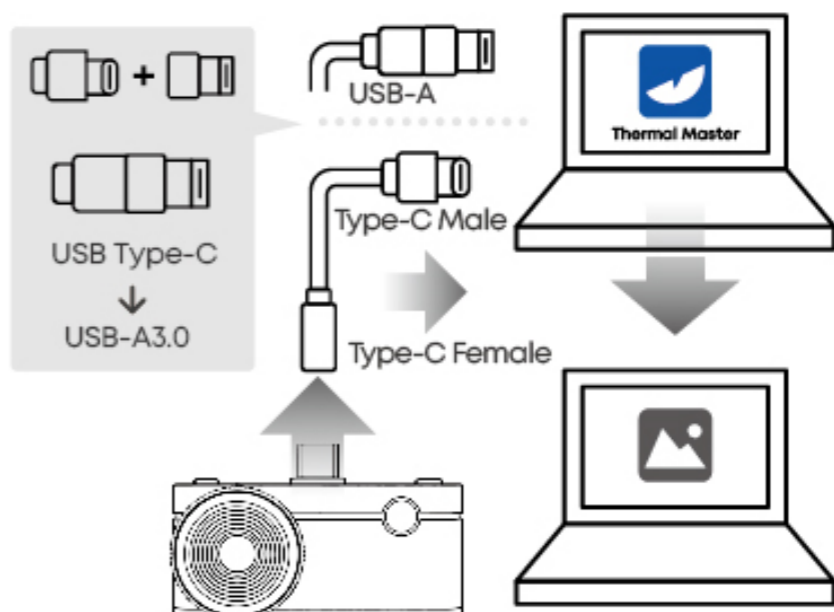 +
USB-A
Thermal Master
Type-C Male
USB Type-C
↓
USB-A3.0
Type-C Female